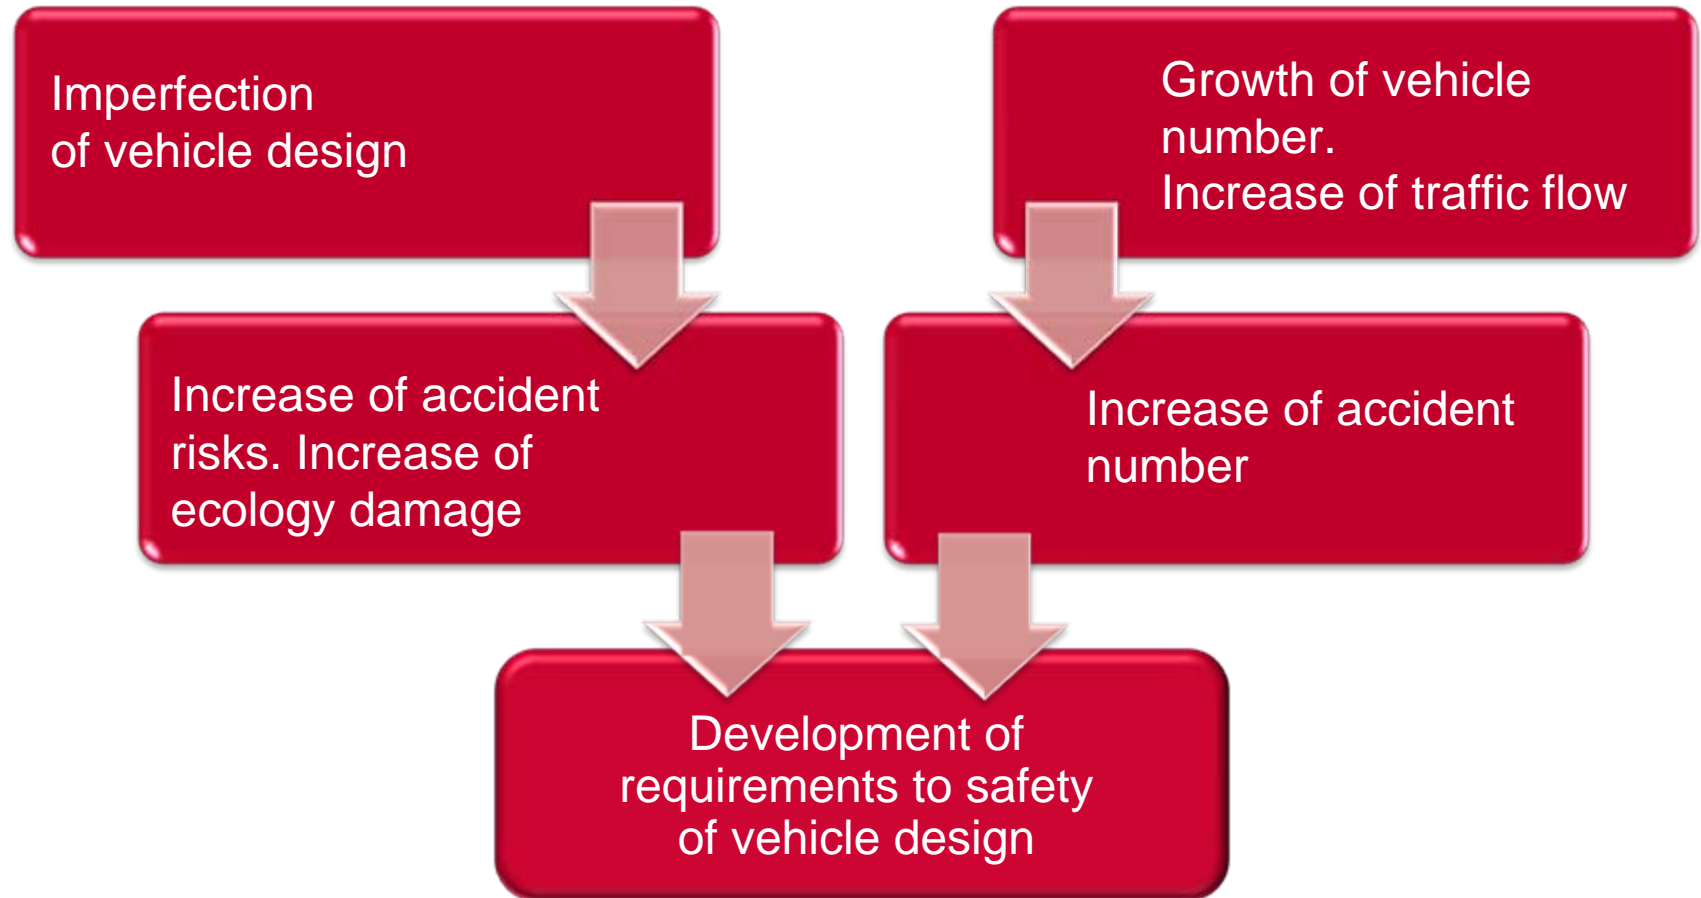 Imperfection
of vehicle design
Growth of vehicle
number.
Increase of traffic flow
Increase of accident
risks. Increase of
ecology damage
Increase of accident
number
Development of
requirements to safety
of vehicle design